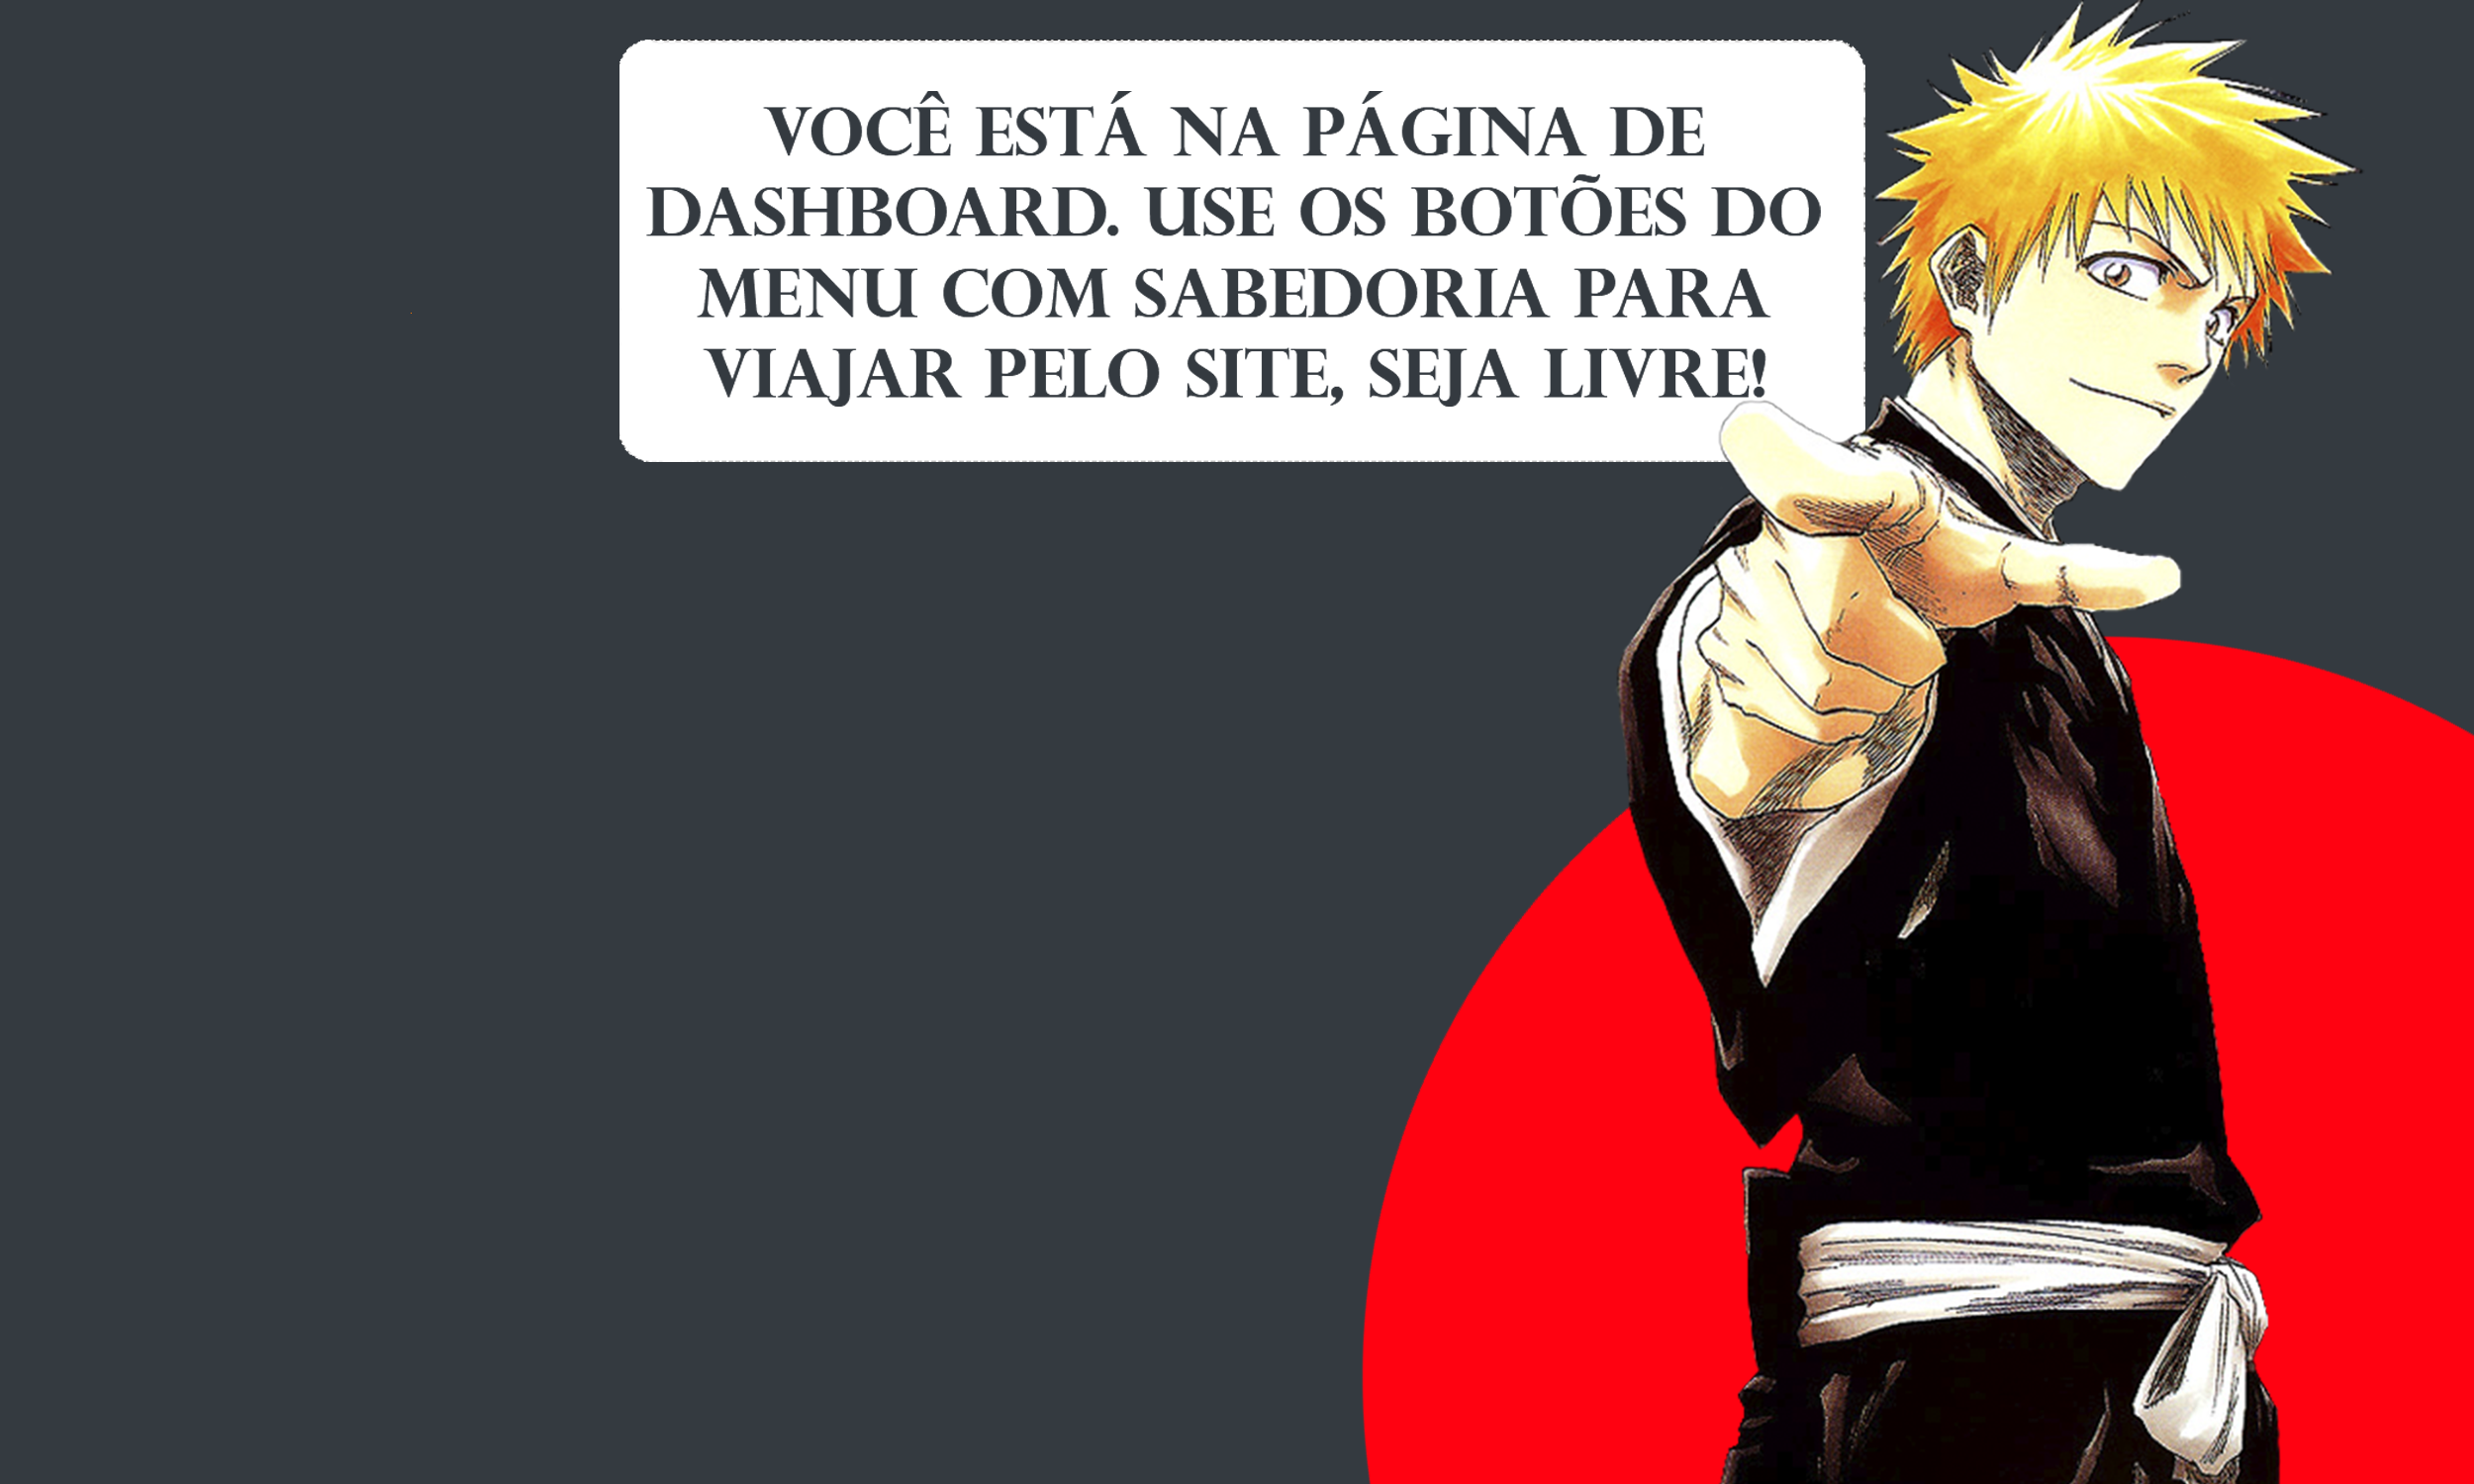 VOCÊ ESTÁ NA PÁGINA DE
DASHBOARD. USE OS BOTÕES DO
MENU COM SABEDORIA PARA
VIAJAR PELO SITE, SEJA LIVRE!